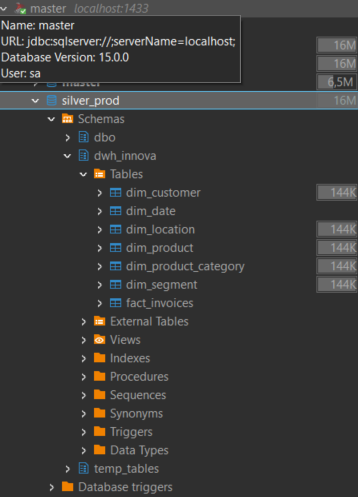 master localhost:1433
Name: master
URL: jdbc:sqlserver://;serverName=localhost;
16M
Database Version: 15.0.0
16M
User: sa
master 6,5M
silver_prod 16M
Schemas
dbo
dwh_innova
Tables
dim_customer 144K
dim_date
dim_location 144K
dim_product 144K
dim_product_category 144K
dim_segment 144K
fact_invoices
External Tables
Views
Indexes
Procedures
Sequences
Synonyms
Triggers
Data Types
temp_tables
Database triggers